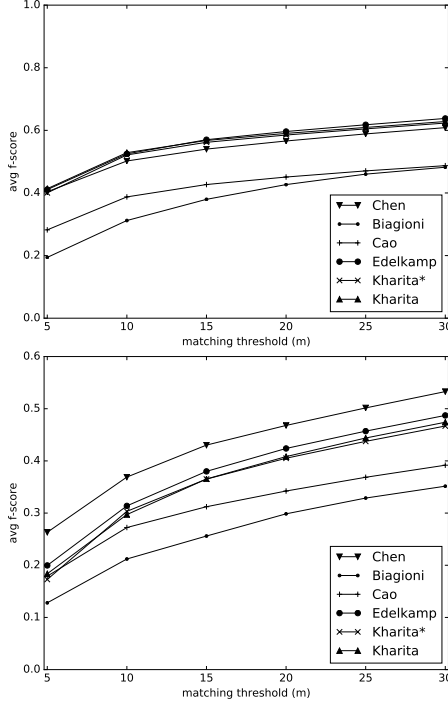 1.0
0.8
0.6
0.4
0.2
0.0
avg f-score
5 10 15 20 25 30
matching threshold (m)
Chen
Biagioni
Cao
Edelkamp
Kharita*
Kharita
0.6
0.5
0.4
0.3
0.2
0.1
0.0
avg f-score
5 10 15 20 25 30
matching threshold (m)
Chen
Biagioni
Cao
Edelkamp
Kharita*
Kharita